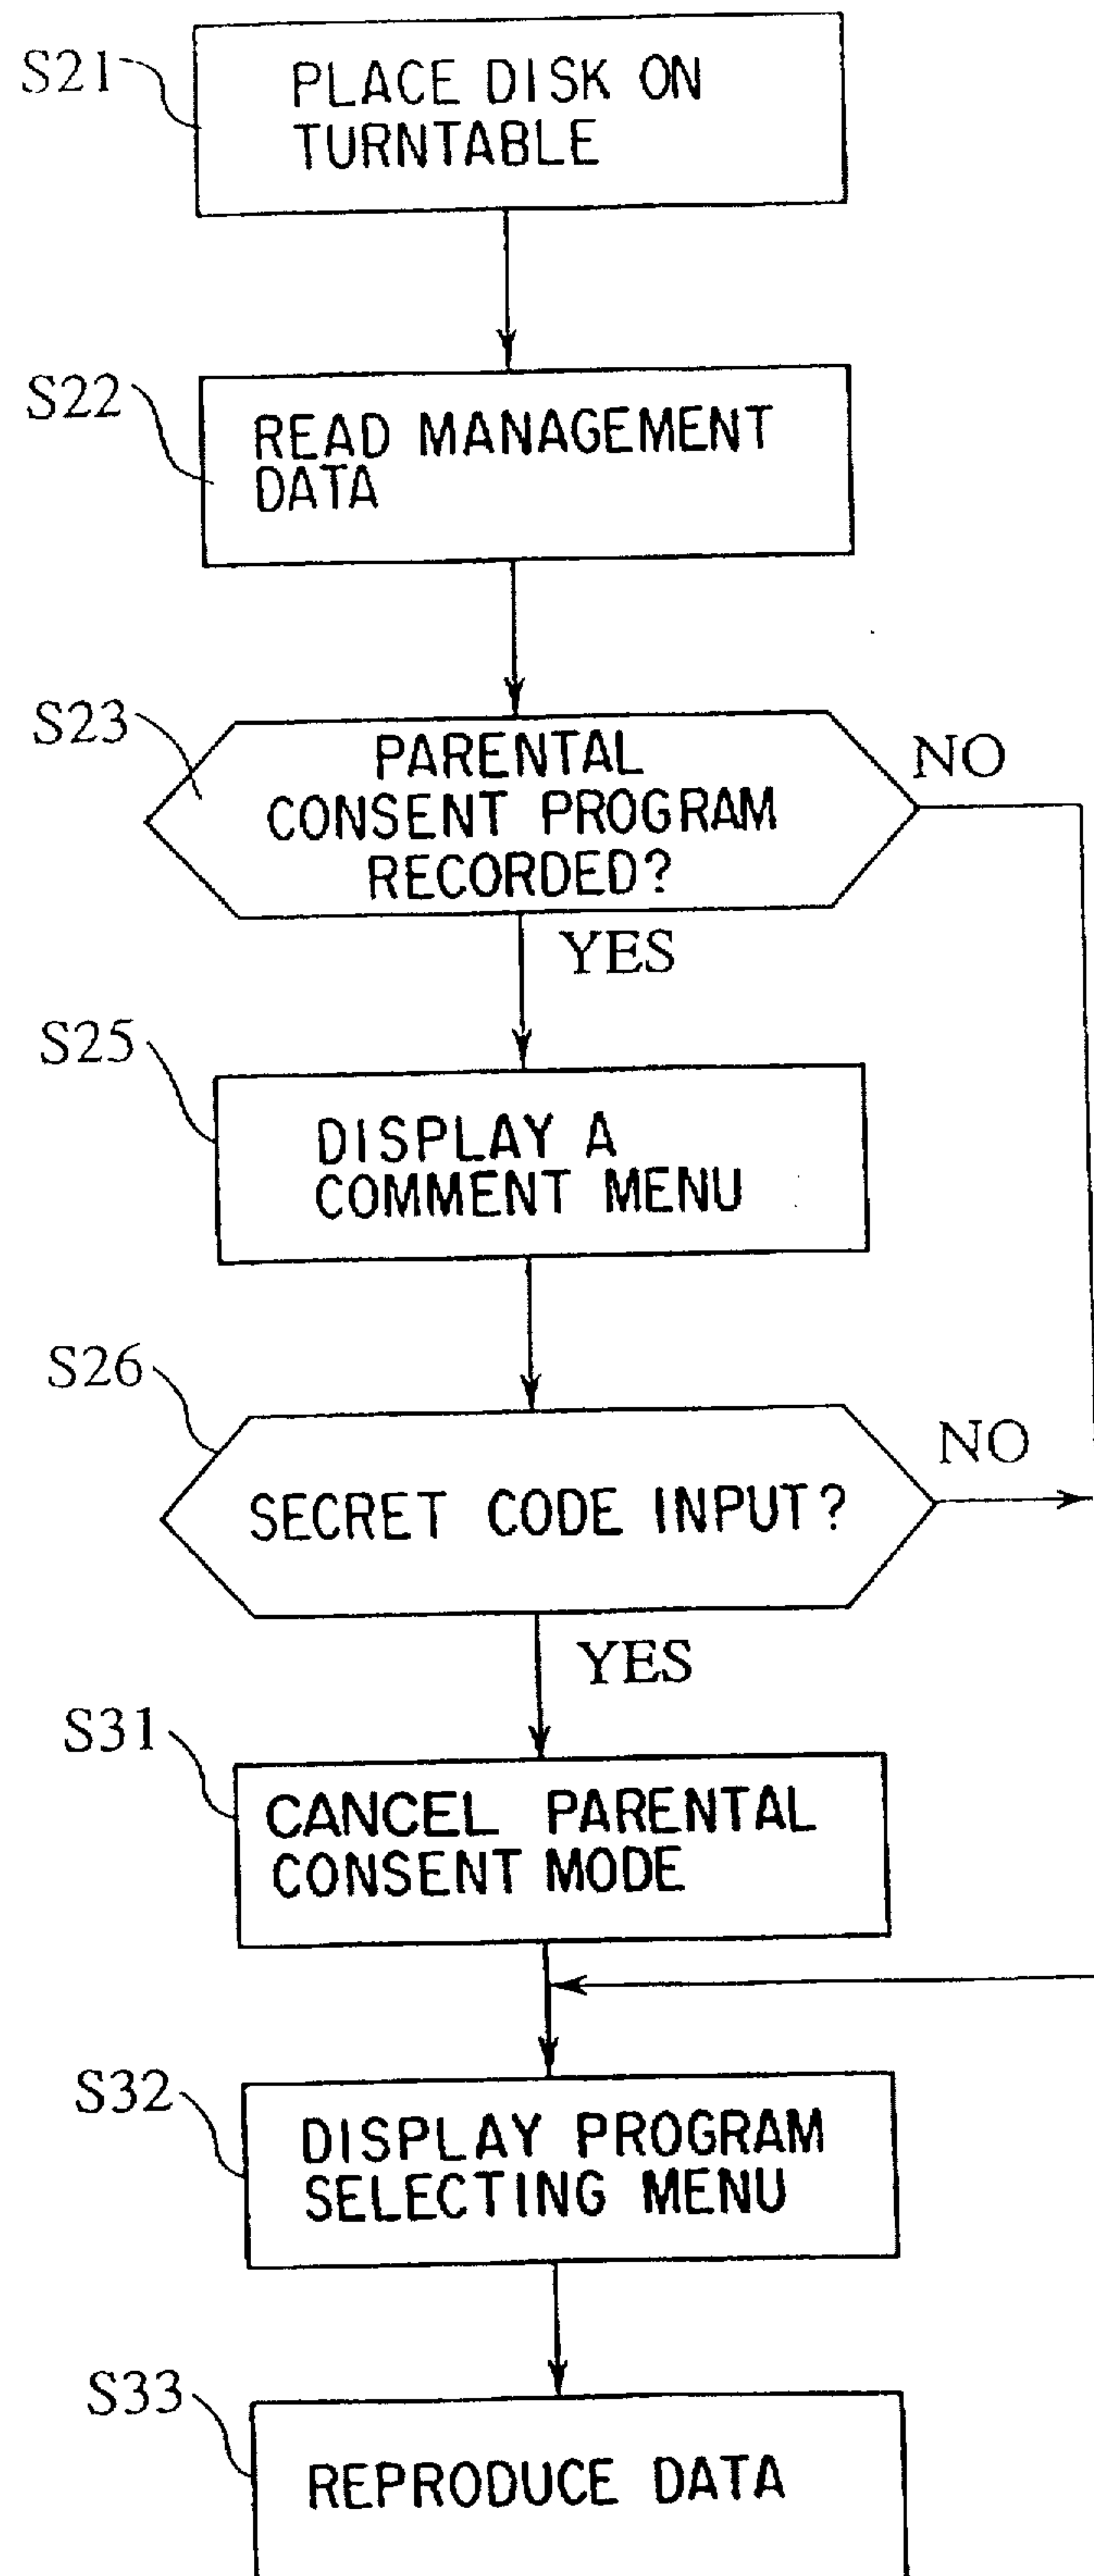 S21
PLACE DISK ON
TURNTABLE
S22
READ MANAGEMENT
DATA
S23
PARENTAL
CONSENT PROGRAM
RECORDED?
NO
YES
S25
DISPLAY A
COMMENT MENU
S26
SECRET CODE INPUT?
NO
YES
S31
CANCEL PARENTAL
CONSENT MODE
S32
DISPLAY PROGRAM
SELECTING MENU
S33
REPRODUCE DATA